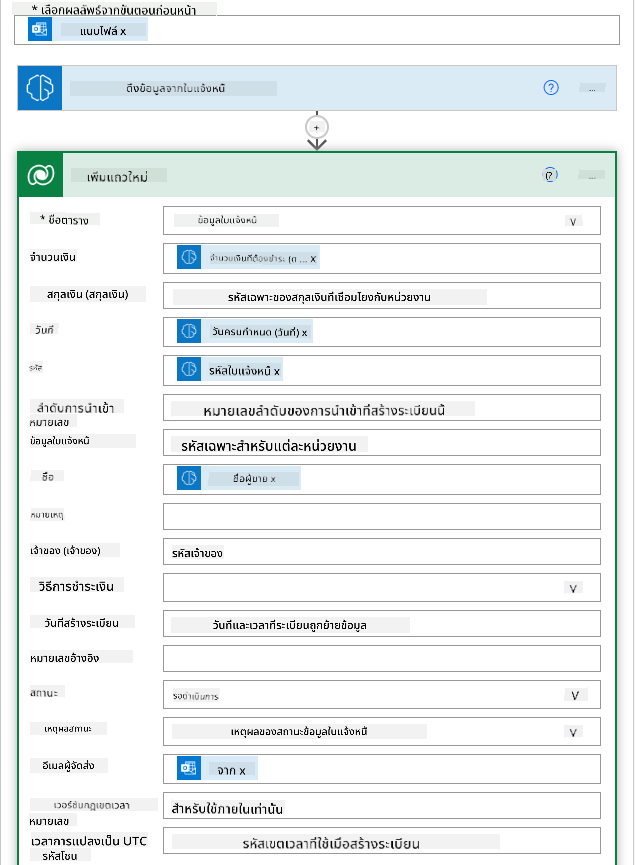 * เลือกผลลัพธ์จากขั้นตอนก่อนหน้า *
แนบไฟล์ x
ดึงข้อมูลจากใบแจ้งหนี้
?
...
+
เพิ่มแถวใหม่
?
...
* ชื่อตาราง
ข้อมูลใบแจ้งหนี้
จำนวนเงิน
จำนวนเงินที่ต้องชำระ (ต ... x
สกุลเงิน (สกุลเงิน)
รหัสเฉพาะของสกุลเงินที่เชื่อมโยงกับหน่วยงาน
วันที่
วันครบกำหนด (วันที่) x
รหัส
รหัสใบแจ้งหนี้ x
ลำดับการนำเข้า
หมายเลข
หมายเลขลำดับของการนำเข้าที่สร้างระเบียนนี้
ข้อมูลใบแจ้งหนี้
รหัสเฉพาะสำหรับแต่ละหน่วยงาน
ชื่อ
ชื่อผู้ขาย x
หมายเหตุ
เจ้าของ (เจ้าของ)
รหัสเจ้าของ
วิธีการชำระเงิน
วันที่สร้างระเบียน
วันที่และเวลาที่ระเบียนถูกย้ายข้อมูล
หมายเลขอ้างอิง
สถานะ
รอดำเนินการ
เหตุผลสถานะ
เหตุผลของสถานะข้อมูลใบแจ้งหนี้
อีเมลผู้จัดส่ง
จาก x
เวอร์ชันกฎเขตเวลา
หมายเลข
สำหรับใช้ภายในเท่านั้น
เวลาการแปลงเป็น UTC
รหัสโซน
รหัสเขตเวลาที่ใช้เมื่อสร้างระเบียน